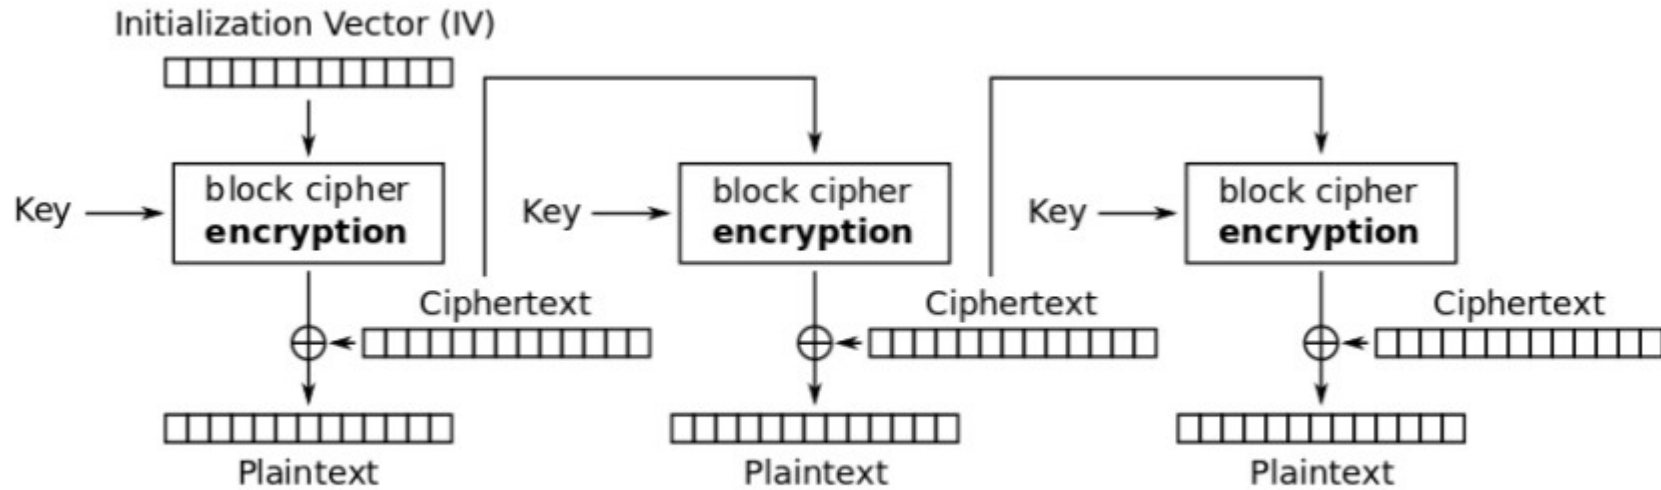 Initialization Vector (IV)
Key
block cipher
encryption
Ciphertext
Plaintext
Key
block cipher
encryption
Ciphertext
Plaintext
Key
block cipher
encryption
Ciphertext
Plaintext